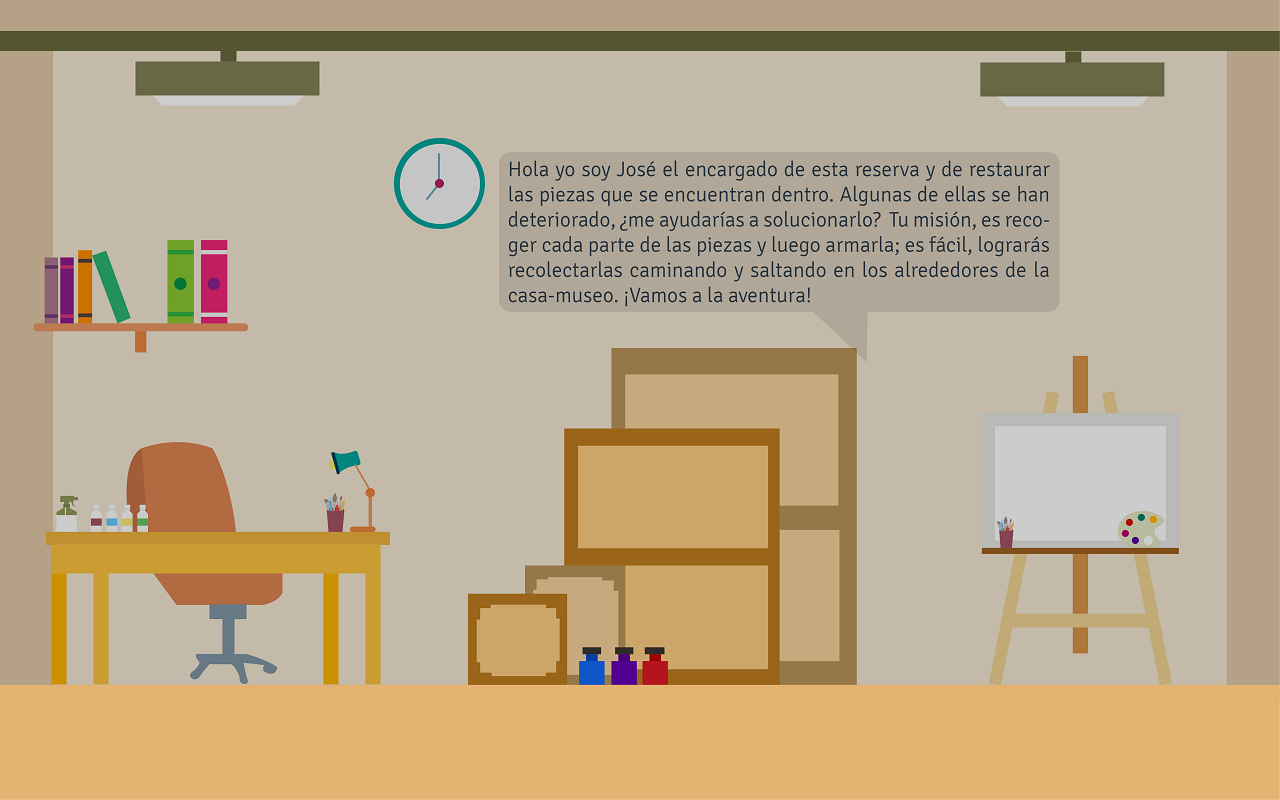 Hola yo soy José el encargado de esta reserva y de restaurar
las piezas que se encuentran dentro. Algunas de ellas se han
deteriorado, ¿me ayudarías a solucionarlo? Tu misión, es reco-
ger cada parte de las piezas y luego armarla; es fácil, lograrás
recolectarlas caminando y saltando en los alrededores de la
casa-museo. ¡Vamos a la aventura!